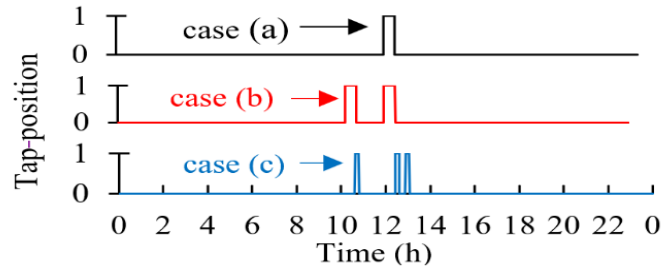 Tap-position
1
case (a)
0
1
case (b)
0
1
case (c)
0
0 2 4 6 8 10 12 14 16 18 20 22 0
Time (h)